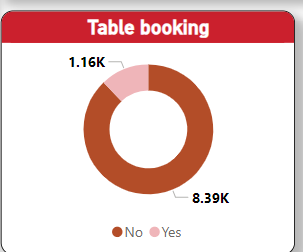 Table booking
1.16K
8.39K
No Yes